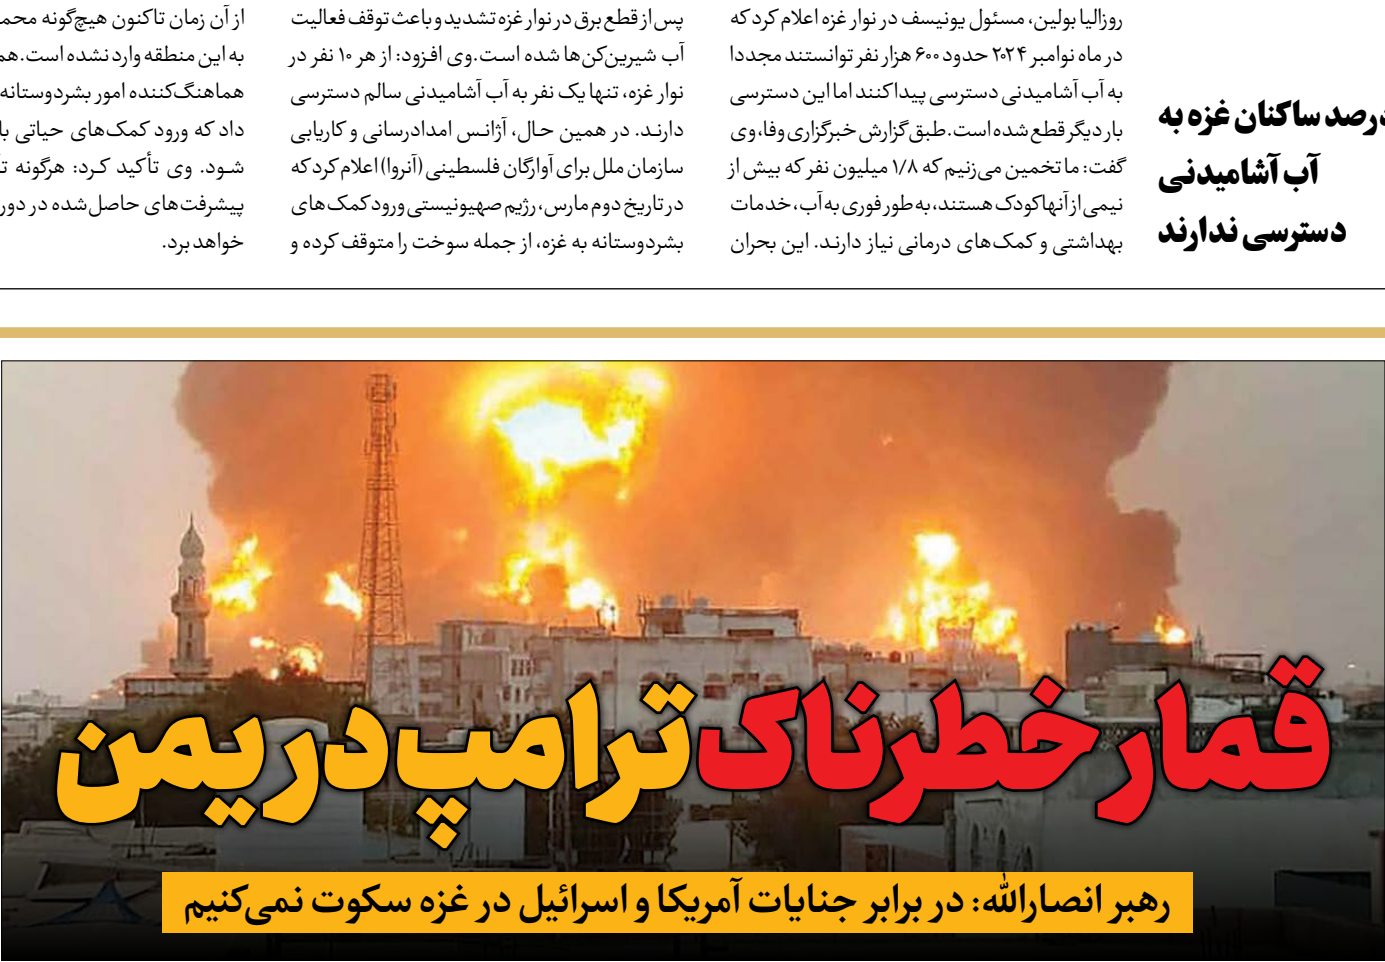 درصد ساکنان غزه به
آب آشامیدنی
دسترسی ندارند
روزالیا بولین، مسئول یونیسف در نوار غزه اعلام کرد که
در ماه نوامبر ۲۰۲۴ حدود ۶۰۰ هزار نفر توانستند مجددا
به آب آشامیدنی دسترسی پیدا کنند اما این دسترسی
بار دیگر قطع شده است. طبق گزارش خبرگزاری وفا، وی
گفت: ما تخمین می‌زنیم که ۱/۸ میلیون نفر که بیش از
نیمی از آنها کودک هستند، به طور فوری به آب، خدمات
بهداشتی و کمک‌های درمانی نیاز دارند. این بحران
پس از قطع برق در نوار غزه تشدید و باعث توقف فعالیت
آب شیرین‌کن‌ها شده است. وی افزود: از هر ۱۰ نفر در
نوار غزه، تنها یک نفر به آب آشامیدنی سالم دسترسی
دارند. در همین حال، آژانس امدادرسانی و کاریابی
سازمان ملل برای آوارگان فلسطینی (آنروا) اعلام کرد که
در تاریخ دوم مارس، رژیم صهیونیستی ورود کمک‌های
بشردوستانه به غزه، از جمله سوخت را متوقف کرده و
از آن زمان تاکنون هیچ‌گونه
به این منطقه وارد نشده است.
هماهنگ‌کننده امور بشردوستانه
داد که ورود کمک‌های حیاتی
شود. وی تأکید کرد: هرگونه
پیشرفت‌های حاصل‌شده در
خواهد برد.
قمار خطرناک ترامپ در یمن
رهبر انصارالله: در برابر جنایات آمریکا و اسرائیل در غزه سکوت نمی‌کنیم